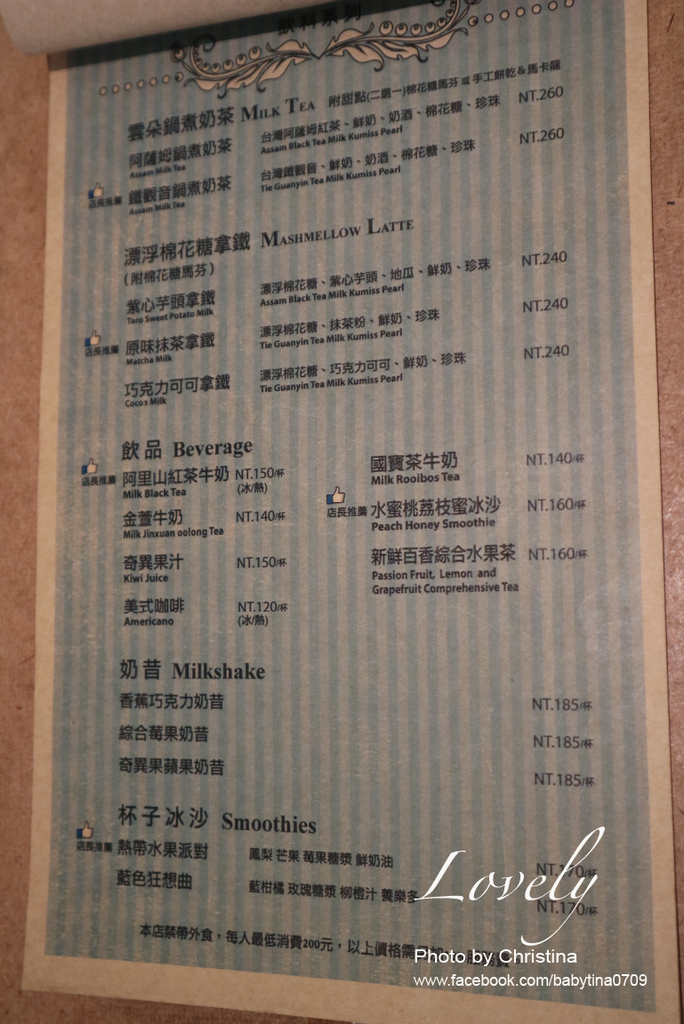 飲料系列
雲朵鍋煮奶茶 MILK TEA 附甜點(二選一)棉花糖馬芬 或 手工餅乾&馬卡龍
阿薩姆鍋煮奶茶 台灣阿薩姆紅茶、鮮奶、奶酒、棉花糖、珍珠 NT.260
Assam Milk Tea Assam Black Tea Milk Kumiss Pearl
店長推薦 鐵觀音鍋煮奶茶 台灣鐵觀音、鮮奶、奶酒、棉花糖、珍珠 NT.260
Assam Milk Tea Tie Guanyin Tea Milk Kumiss Pearl
漂浮棉花糖拿鐵 MASHMELLOW LATTE
(附棉花糖馬芬)
紫心芋頭拿鐵 漂浮棉花糖、紫心芋頭、地瓜、鮮奶、珍珠 NT.240
Taro Sweet Potato Milk Assam Black Tea Milk Kumiss Pearl
店長推薦 原味抹茶拿鐵 漂浮棉花糖、抹茶粉、鮮奶、珍珠 NT.240
Matcha Milk Tie Guanyin Tea Milk Kumiss Pearl
巧克力可可拿鐵 漂浮棉花糖、巧克力可可、鮮奶、珍珠 NT.240
Cocoa Milk Tie Guanyin Tea Milk Kumiss Pearl
飲品 Beverage
店長推薦 阿里山紅茶牛奶 NT.150/杯
Milk Black Tea (冰/熱)
金萱牛奶 NT.140/杯
Milk Jinxuan oolong Tea
奇異果汁 NT.150/杯
Kiwi Juice
美式咖啡 NT.120/杯
Americano (冰/熱)
國寶茶牛奶 NT.140/杯
Milk Rooibos Tea
店長推薦 水蜜桃荔枝蜜冰沙 NT.160/杯
Peach Honey Smoothie
新鮮百香綜合水果茶 NT.160/杯
Passion Fruit, Lemon and
Grapefruit Comprehensive Tea
奶昔 Milkshake
香蕉巧克力奶昔 NT.185/杯
綜合莓果奶昔 NT.185/杯
奇異果蘋果奶昔 NT.185/杯
杯子冰沙 Smoothies
店長推薦 熱帶水果派對 鳳梨 芒果 莓果糖漿 鮮奶油 NT.170/杯
藍色狂想曲 藍柑橘 玫瑰糖漿 柳橙汁 養樂多 NT.170/杯
本店禁帶外食，每人最低消費200元，以上價格需
Lovely
Photo by Christina
www.facebook.com/babytina0709